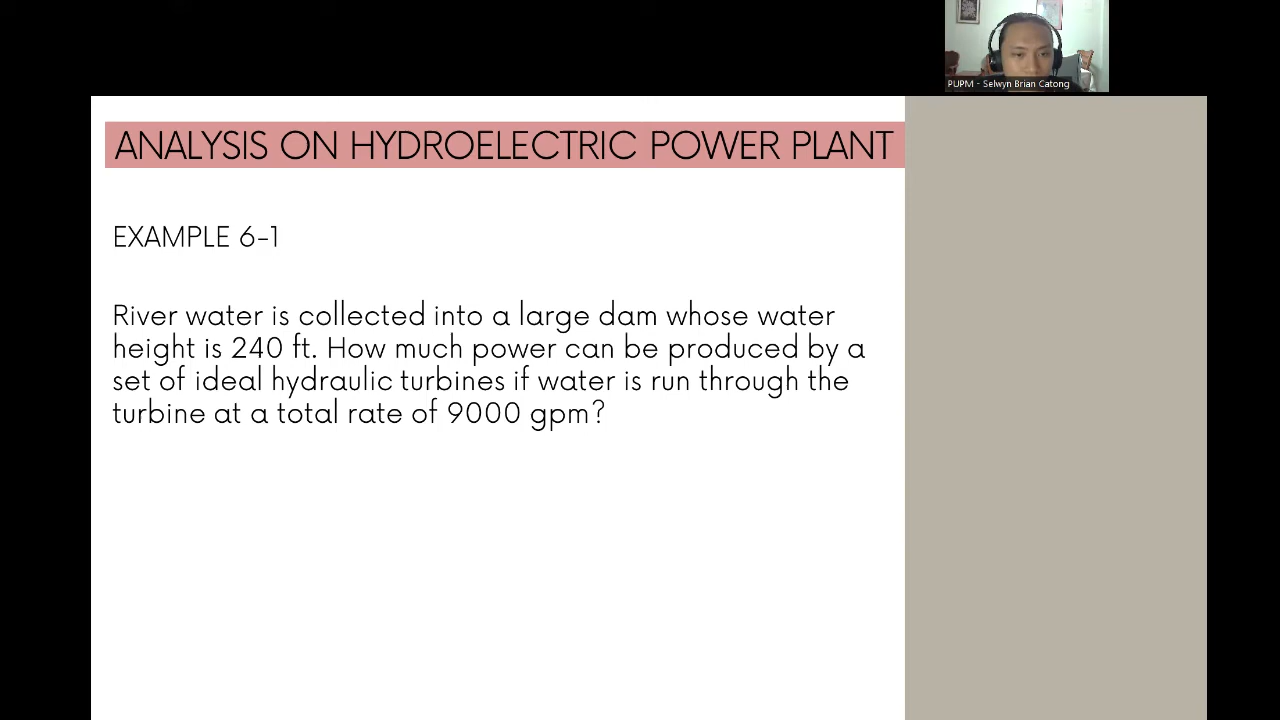 PUPM - Selwyn Brian Catong
ANALYSIS ON HYDROELECTRIC POWER PLANT
EXAMPLE 6-1
River water is collected into a large dam whose water
height is 240 ft. How much power can be produced by a
set of ideal hydraulic turbines if water is run through the
turbine at a total rate of 9000 gpm?